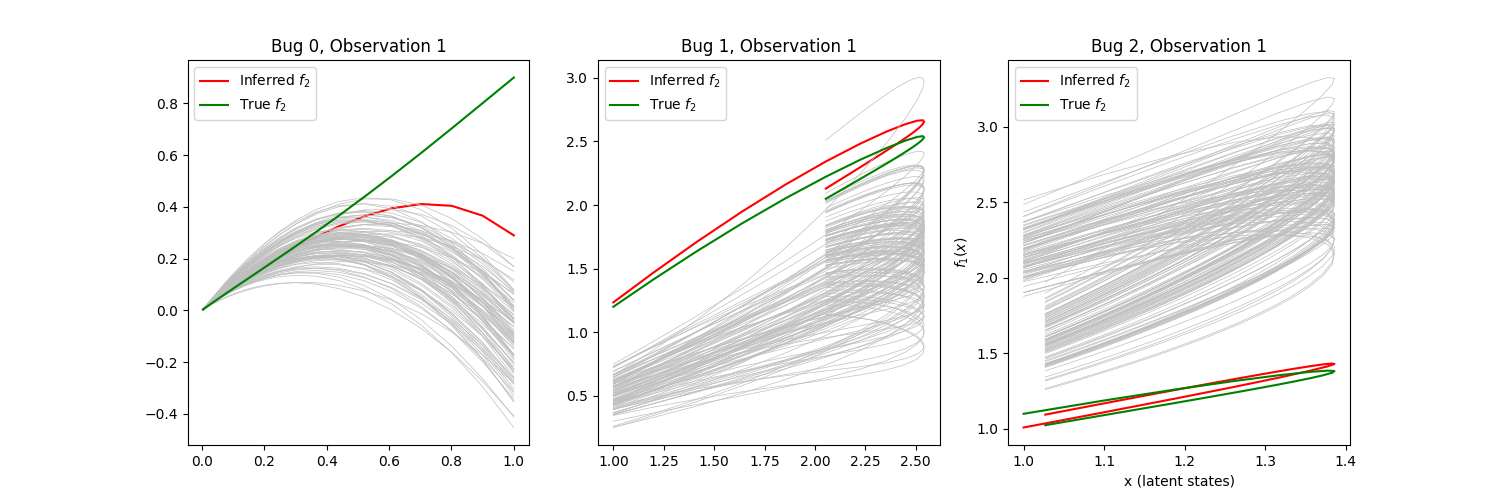 Bug 0, Observation 1
Inferred f₂
True f₂
0.8
0.6
0.4
0.2
0.0
−0.2
−0.4
0.0 0.2 0.4 0.6 0.8 1.0
Bug 1, Observation 1
Inferred f₂
True f₂
3.0
2.5
2.0
1.5
1.0
0.5
1.00 1.25 1.50 1.75 2.00 2.25 2.50
Bug 2, Observation 1
Inferred f₂
True f₂
f₁(x)
3.0
2.5
2.0
1.5
1.0
1.0 1.1 1.2 1.3 1.4
x (latent states)